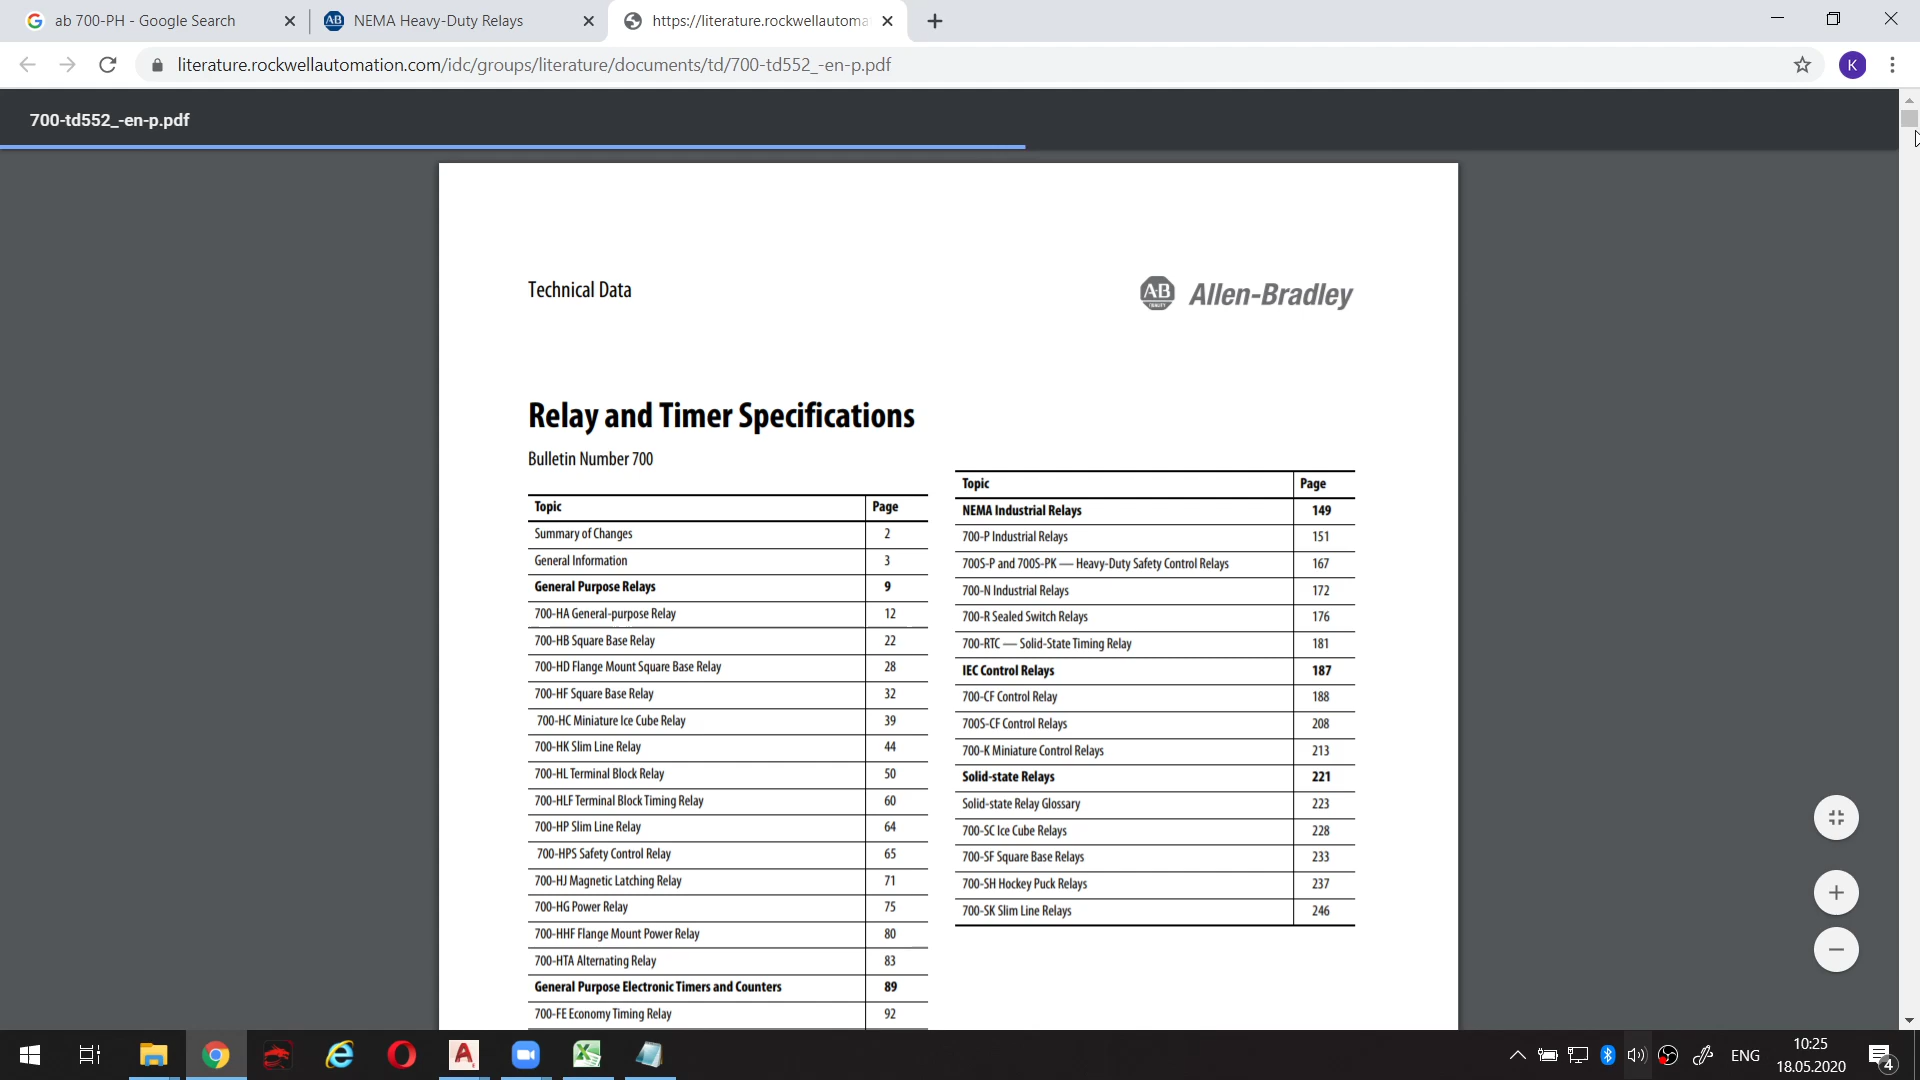 ab 700-PH - Google Search
NEMA Heavy-Duty Relays
https://literature.rockwellautoma
literature.rockwellautomation.com/idc/groups/literature/documents/td/700-td552_-en-p.pdf
K
700-td552_-en-p.pdf
Technical Data
AB Allen-Bradley
Relay and Timer Specifications
Bulletin Number 700
Topic Page
Summary of Changes 2
General Information 3
General Purpose Relays 9
700-HA General-purpose Relay 12
700-HB Square Base Relay 22
700-HD Flange Mount Square Base Relay 28
700-HF Square Base Relay 32
700-HC Miniature Ice Cube Relay 39
700-HK Slim Line Relay 44
700-HL Terminal Block Relay 50
700-HLF Terminal Block Timing Relay 60
700-HP Slim Line Relay 64
700-HPS Safety Control Relay 65
700-HJ Magnetic Latching Relay 71
700-HG Power Relay 75
700-HHF Flange Mount Power Relay 80
700-HTA Alternating Relay 83
General Purpose Electronic Timers and Counters 89
700-FE Economy Timing Relay 92
Topic Page
NEMA Industrial Relays 149
700-P Industrial Relays 151
700S-P and 700S-PK — Heavy-Duty Safety Control Relays 167
700-N Industrial Relays 172
700-R Sealed Switch Relays 176
700-RTC — Solid-State Timing Relay 181
IEC Control Relays 187
700-CF Control Relay 188
700S-CF Control Relays 208
700-K Miniature Control Relays 213
Solid-state Relays 221
Solid-state Relay Glossary 223
700-SC Ice Cube Relays 228
700-SF Square Base Relays 233
700-SH Hockey Puck Relays 237
700-SK Slim Line Relays 246
ENG
10:25
18.05.2020
4